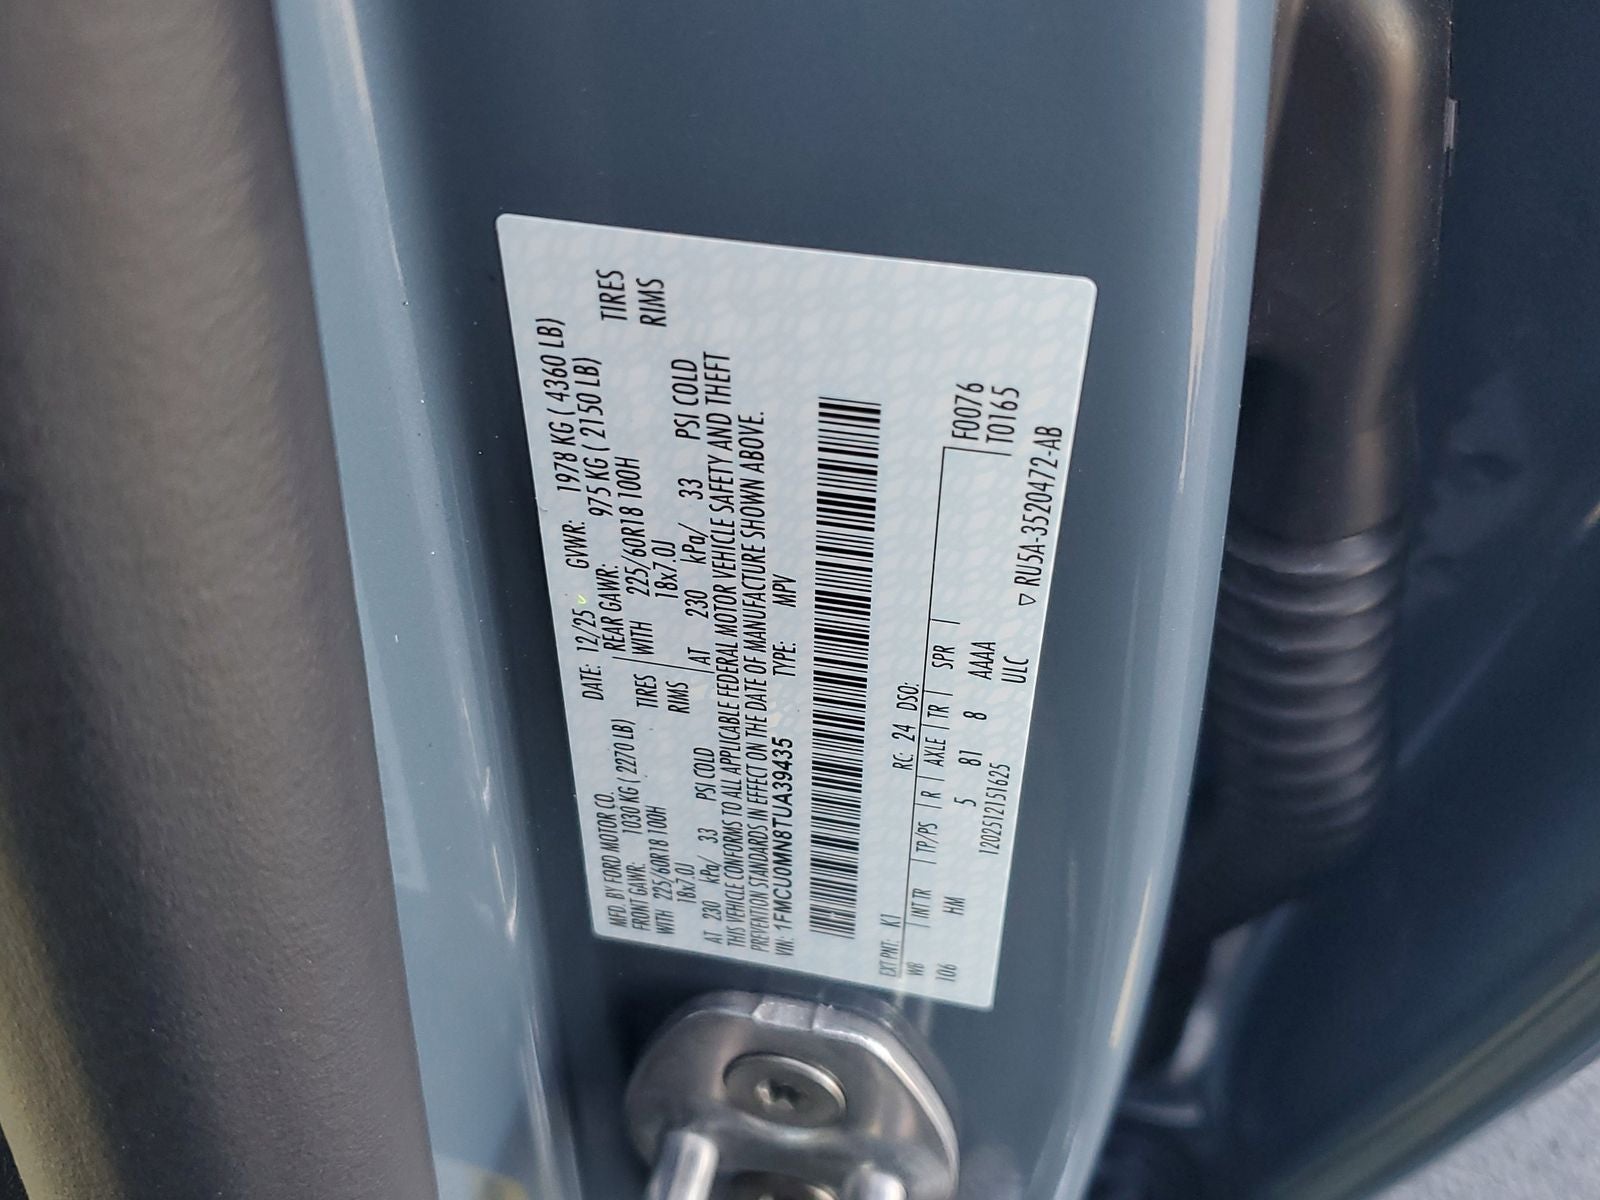 MFD. BY FORD MOTOR CO.
DATE: 12/25 GVWR: 1978 KG ( 4360 LB)
FRONT GAWR: 1030 KG ( 2270 LB) REAR GAWR: 975 KG ( 2150 LB)
WITH 225/60R18 100H TIRES WITH 225/60R18 100H TIRES
18x7.0J RIMS 18x7.0J RIMS
AT 230 kPa/ 33 PSI COLD AT 230 kPa/ 33 PSI COLD
THIS VEHICLE CONFORMS TO ALL APPLICABLE FEDERAL MOTOR VEHICLE SAFETY AND THEFT
PREVENTION STANDARDS IN EFFECT ON THE DATE OF MANUFACTURE SHOWN ABOVE.
VIN: 1FMCU0MN8TUA39435 TYPE: MPV
EXT PNT: K1 RC: 24 DSO:
WB INT TR TP/PS R AXLE TR SPR F0076
106 HM 5 81 8 AAAA T0165
12025121516​25 ULC
▽ RU5A-3520472-AB